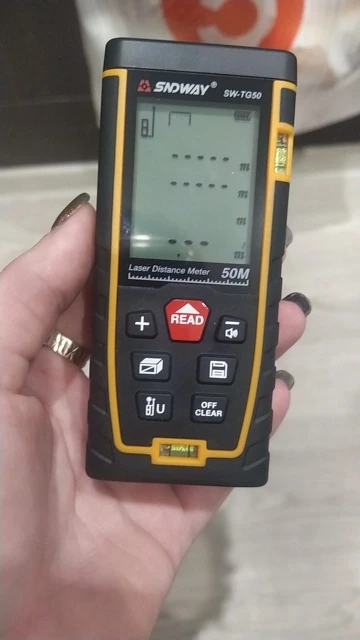 SNDWAY®
SW-TG50
m
m
m
m
Laser Distance Meter
50M
+
READ
−
U
OFF
CLEAR